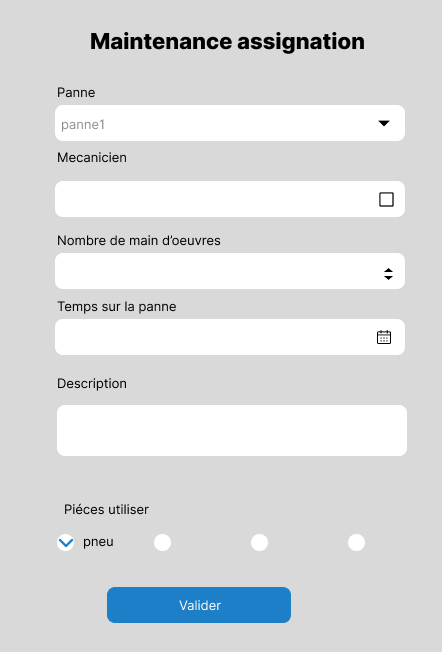 Maintenance assignation
Panne
panne1
Mecanicien
Nombre de main d’oeuvres
Temps sur la panne
Description
Piéces utiliser
pneu
Valider